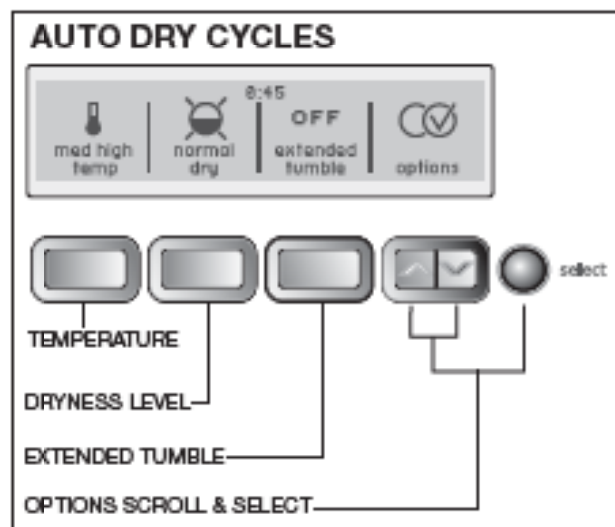 AUTO DRY CYCLES
0:45
OFF
med high normal extended options
temp dry tumble
select
TEMPERATURE
DRYNESS LEVEL
EXTENDED TUMBLE
OPTIONS SCROLL & SELECT